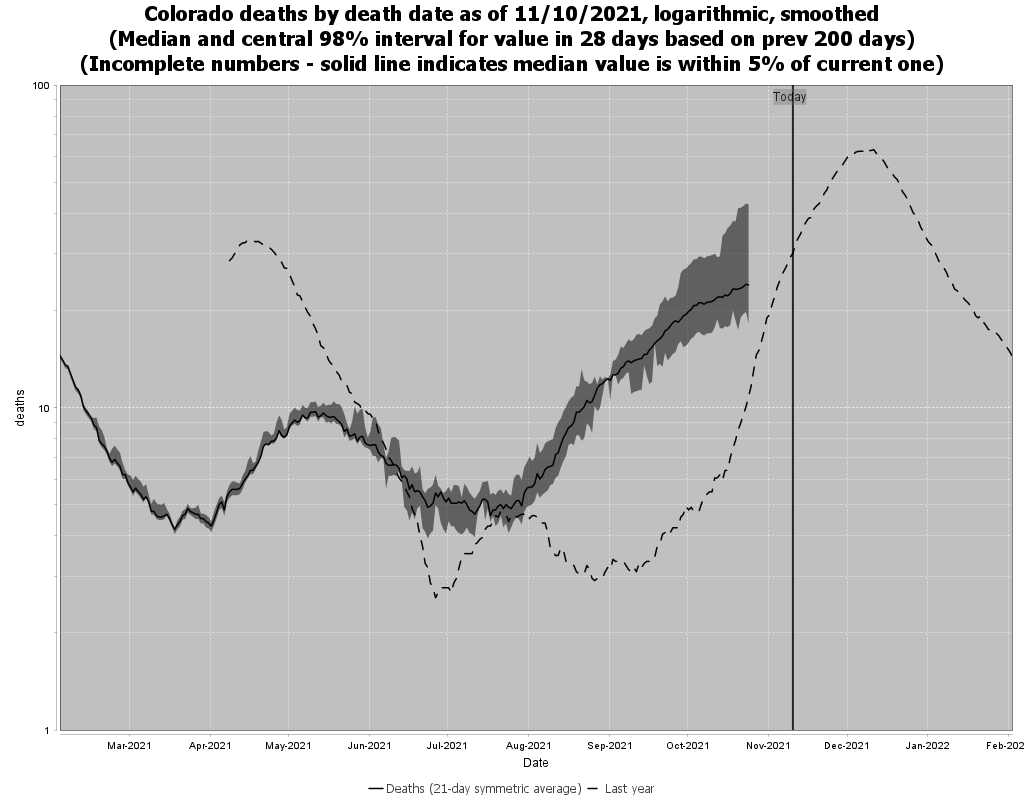 Colorado deaths by death date as of 11/10/2021, logarithmic, smoothed
(Median and central 98% interval for value in 28 days based on prev 200 days)
(Incomplete numbers - solid line indicates median value is within 5% of current one)
Today
100
10
1
deaths
Mar-2021 Apr-2021 May-2021 Jun-2021 Jul-2021 Aug-2021 Sep-2021 Oct-2021 Nov-2021 Dec-2021 Jan-2022 Feb-202
Date
Deaths (21-day symmetric average) Last year